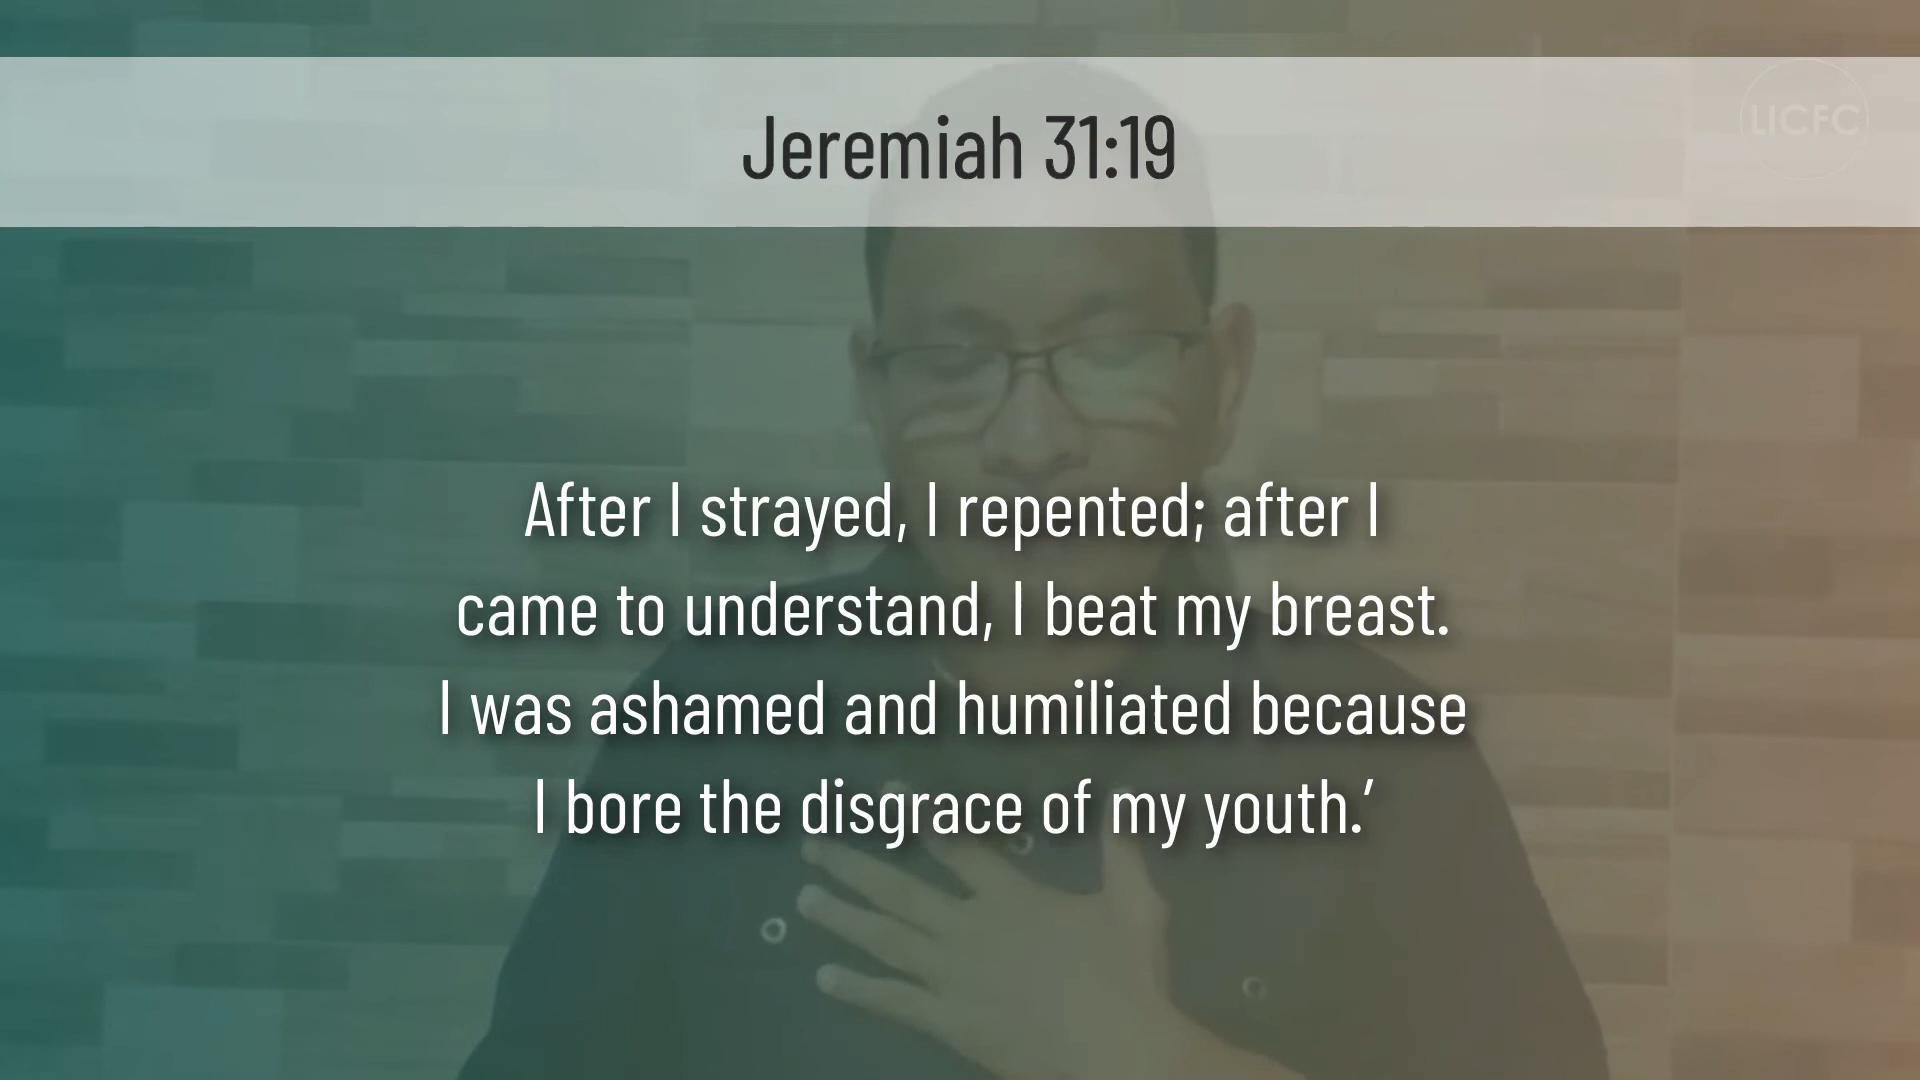 LICFC
Jeremiah 31:19
After I strayed, I repented; after I
came to understand, I beat my breast.
I was ashamed and humiliated because
I bore the disgrace of my youth.’